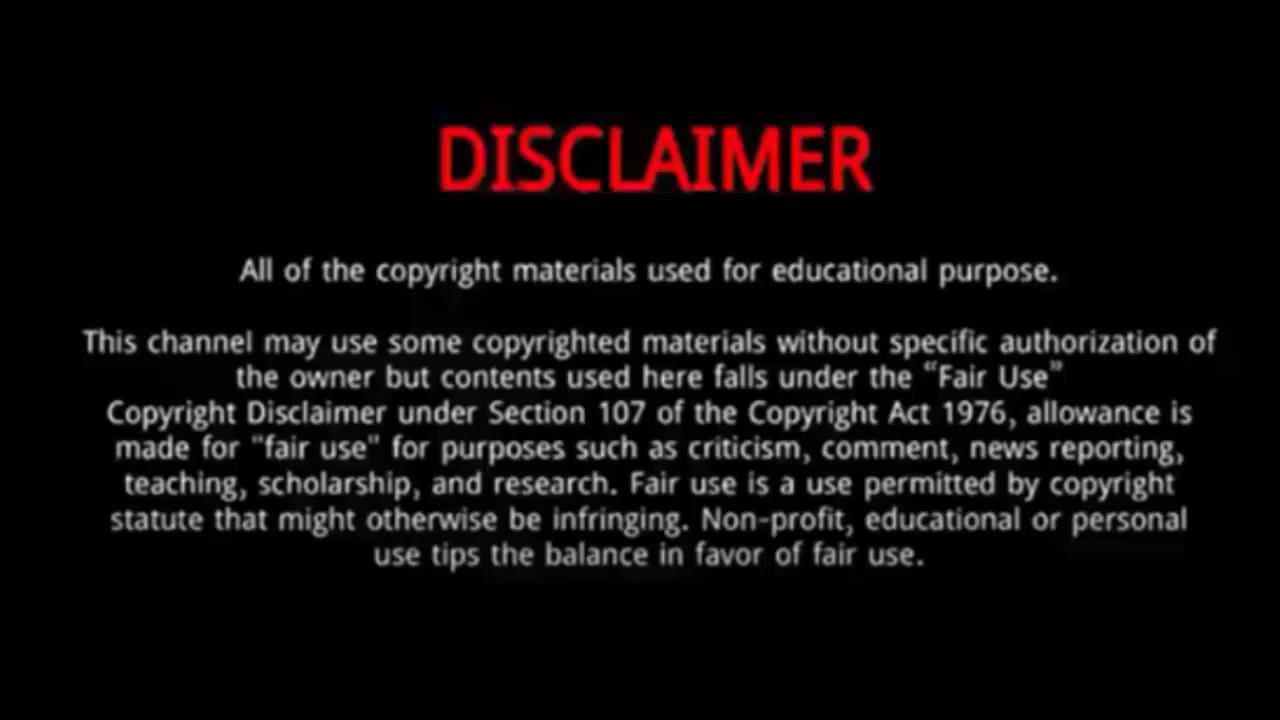 DISCLAIMER
All of the copyright materials used for educational purpose.
This channel may use some copyrighted materials without specific authorization of
the owner but contents used here falls under the “Fair Use”
Copyright Disclaimer under Section 107 of the Copyright Act 1976, allowance is
made for "fair use" for purposes such as criticism, comment, news reporting,
teaching, scholarship, and research. Fair use is a use permitted by copyright
statute that might otherwise be infringing. Non-profit, educational or personal
use tips the balance in favor of fair use.